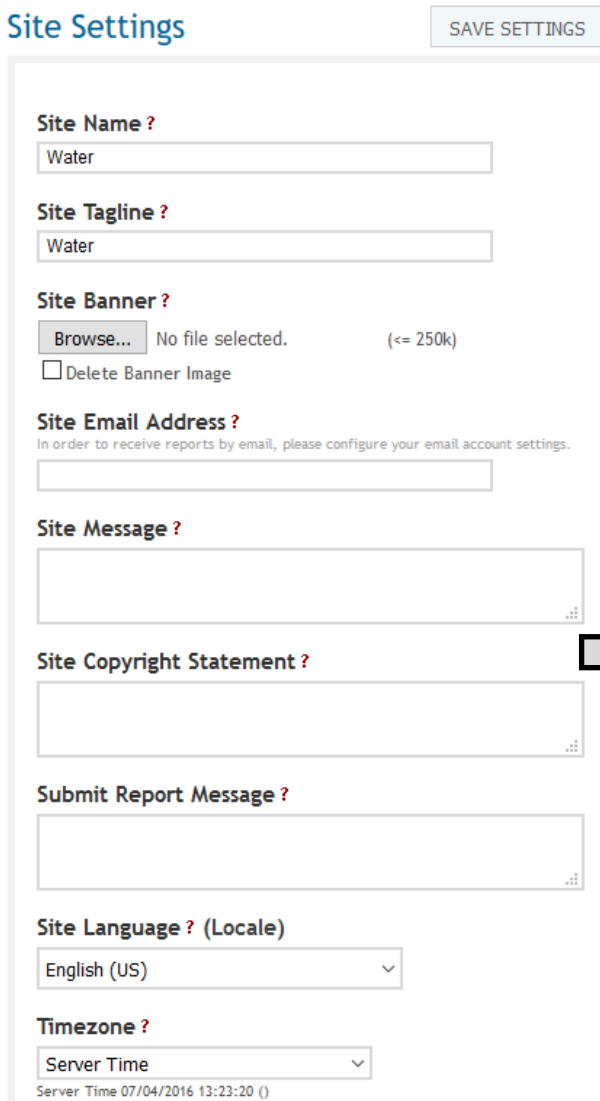 Site Settings
SAVE SETTINGS
Site Name ?
Water
Site Tagline ?
Water
Site Banner ?
Browse... No file selected. (<= 250k)
Delete Banner Image
Site Email Address ?
In order to receive reports by email, please configure your email account settings.
Site Message ?
Site Copyright Statement ?
Submit Report Message ?
Site Language ? (Locale)
English (US)
Timezone ?
Server Time
Server Time 07/04/2016 13:23:20 ()